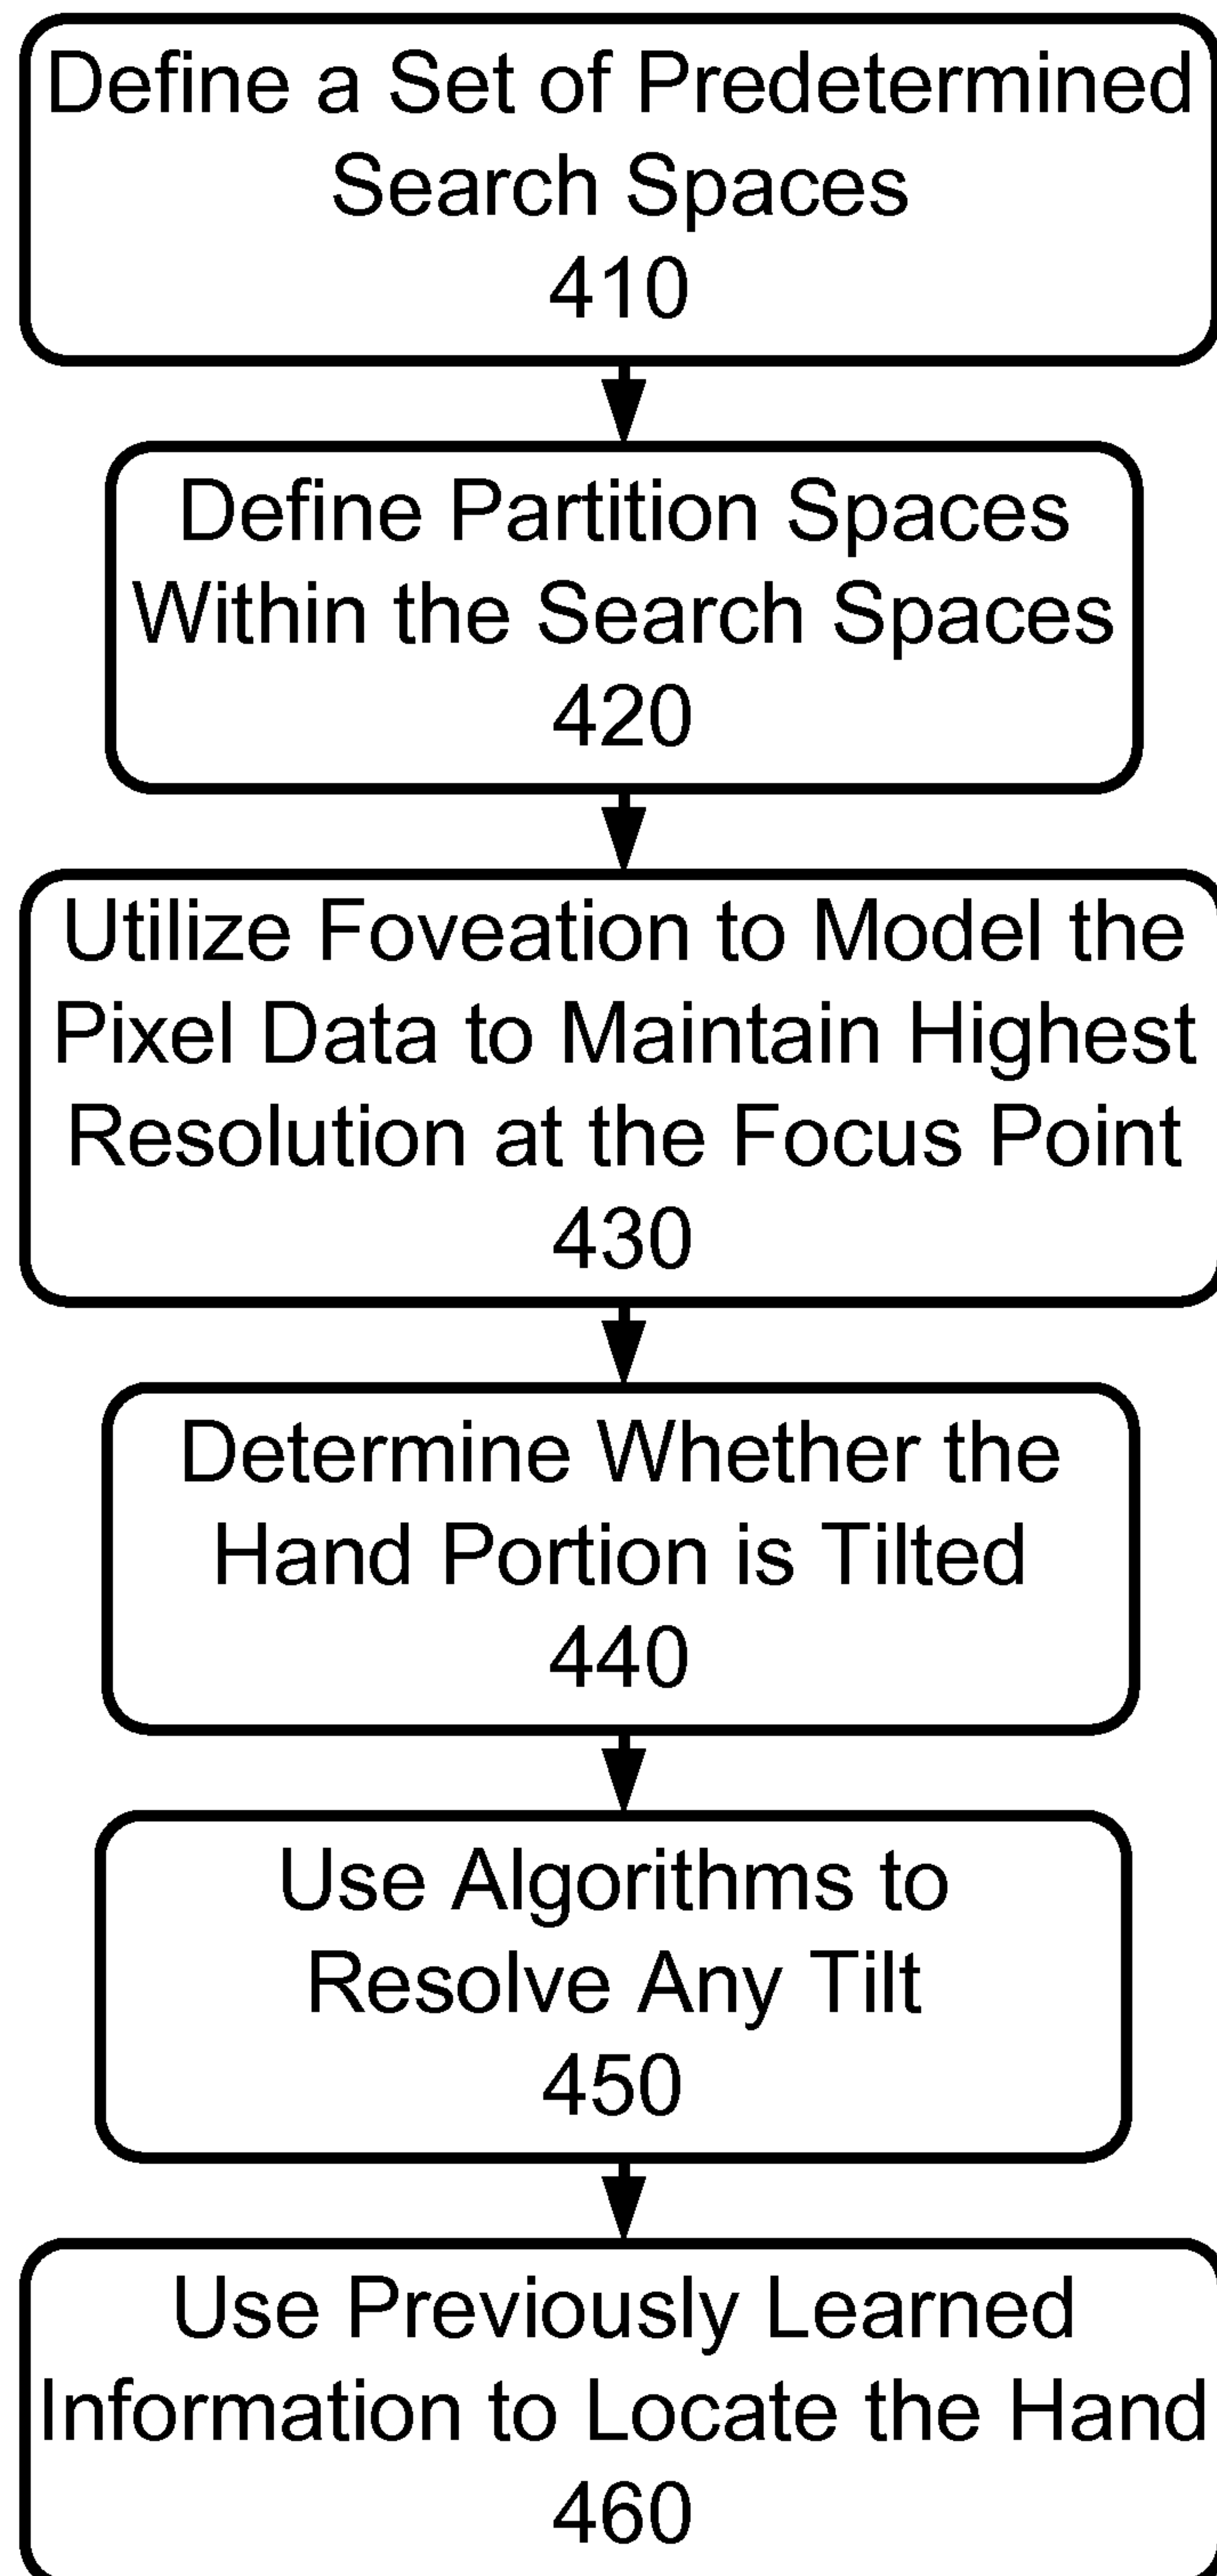 Define a Set of Predetermined
Search Spaces
410
Define Partition Spaces
Within the Search Spaces
420
Utilize Foveation to Model the
Pixel Data to Maintain Highest
Resolution at the Focus Point
430
Determine Whether the
Hand Portion is Tilted
440
Use Algorithms to
Resolve Any Tilt
450
Use Previously Learned
Information to Locate the Hand
460